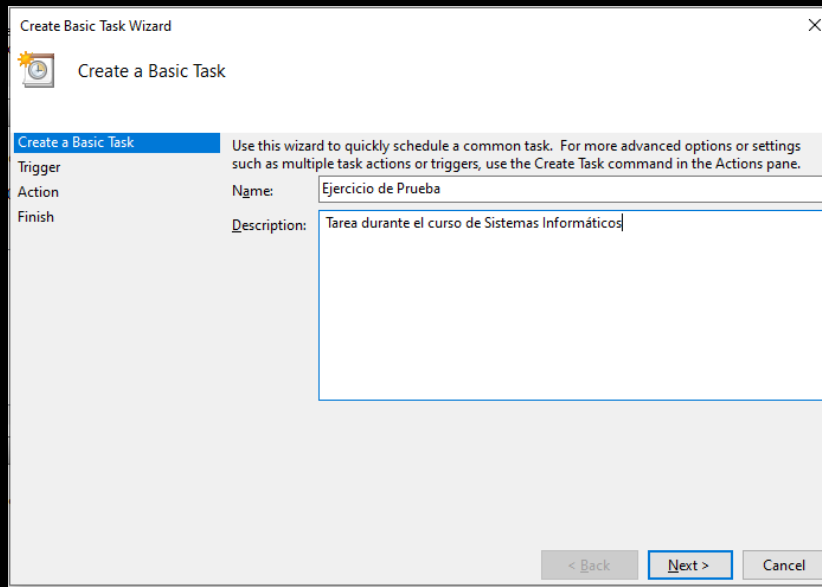 Create Basic Task Wizard
Create a Basic Task
Create a Basic Task
Trigger
Action
Finish
Use this wizard to quickly schedule a common task.  For more advanced options or settings
such as multiple task actions or triggers, use the Create Task command in the Actions pane.
Name:
Ejercicio de Prueba
Description:
Tarea durante el curso de Sistemas Informáticos
< Back
Next >
Cancel